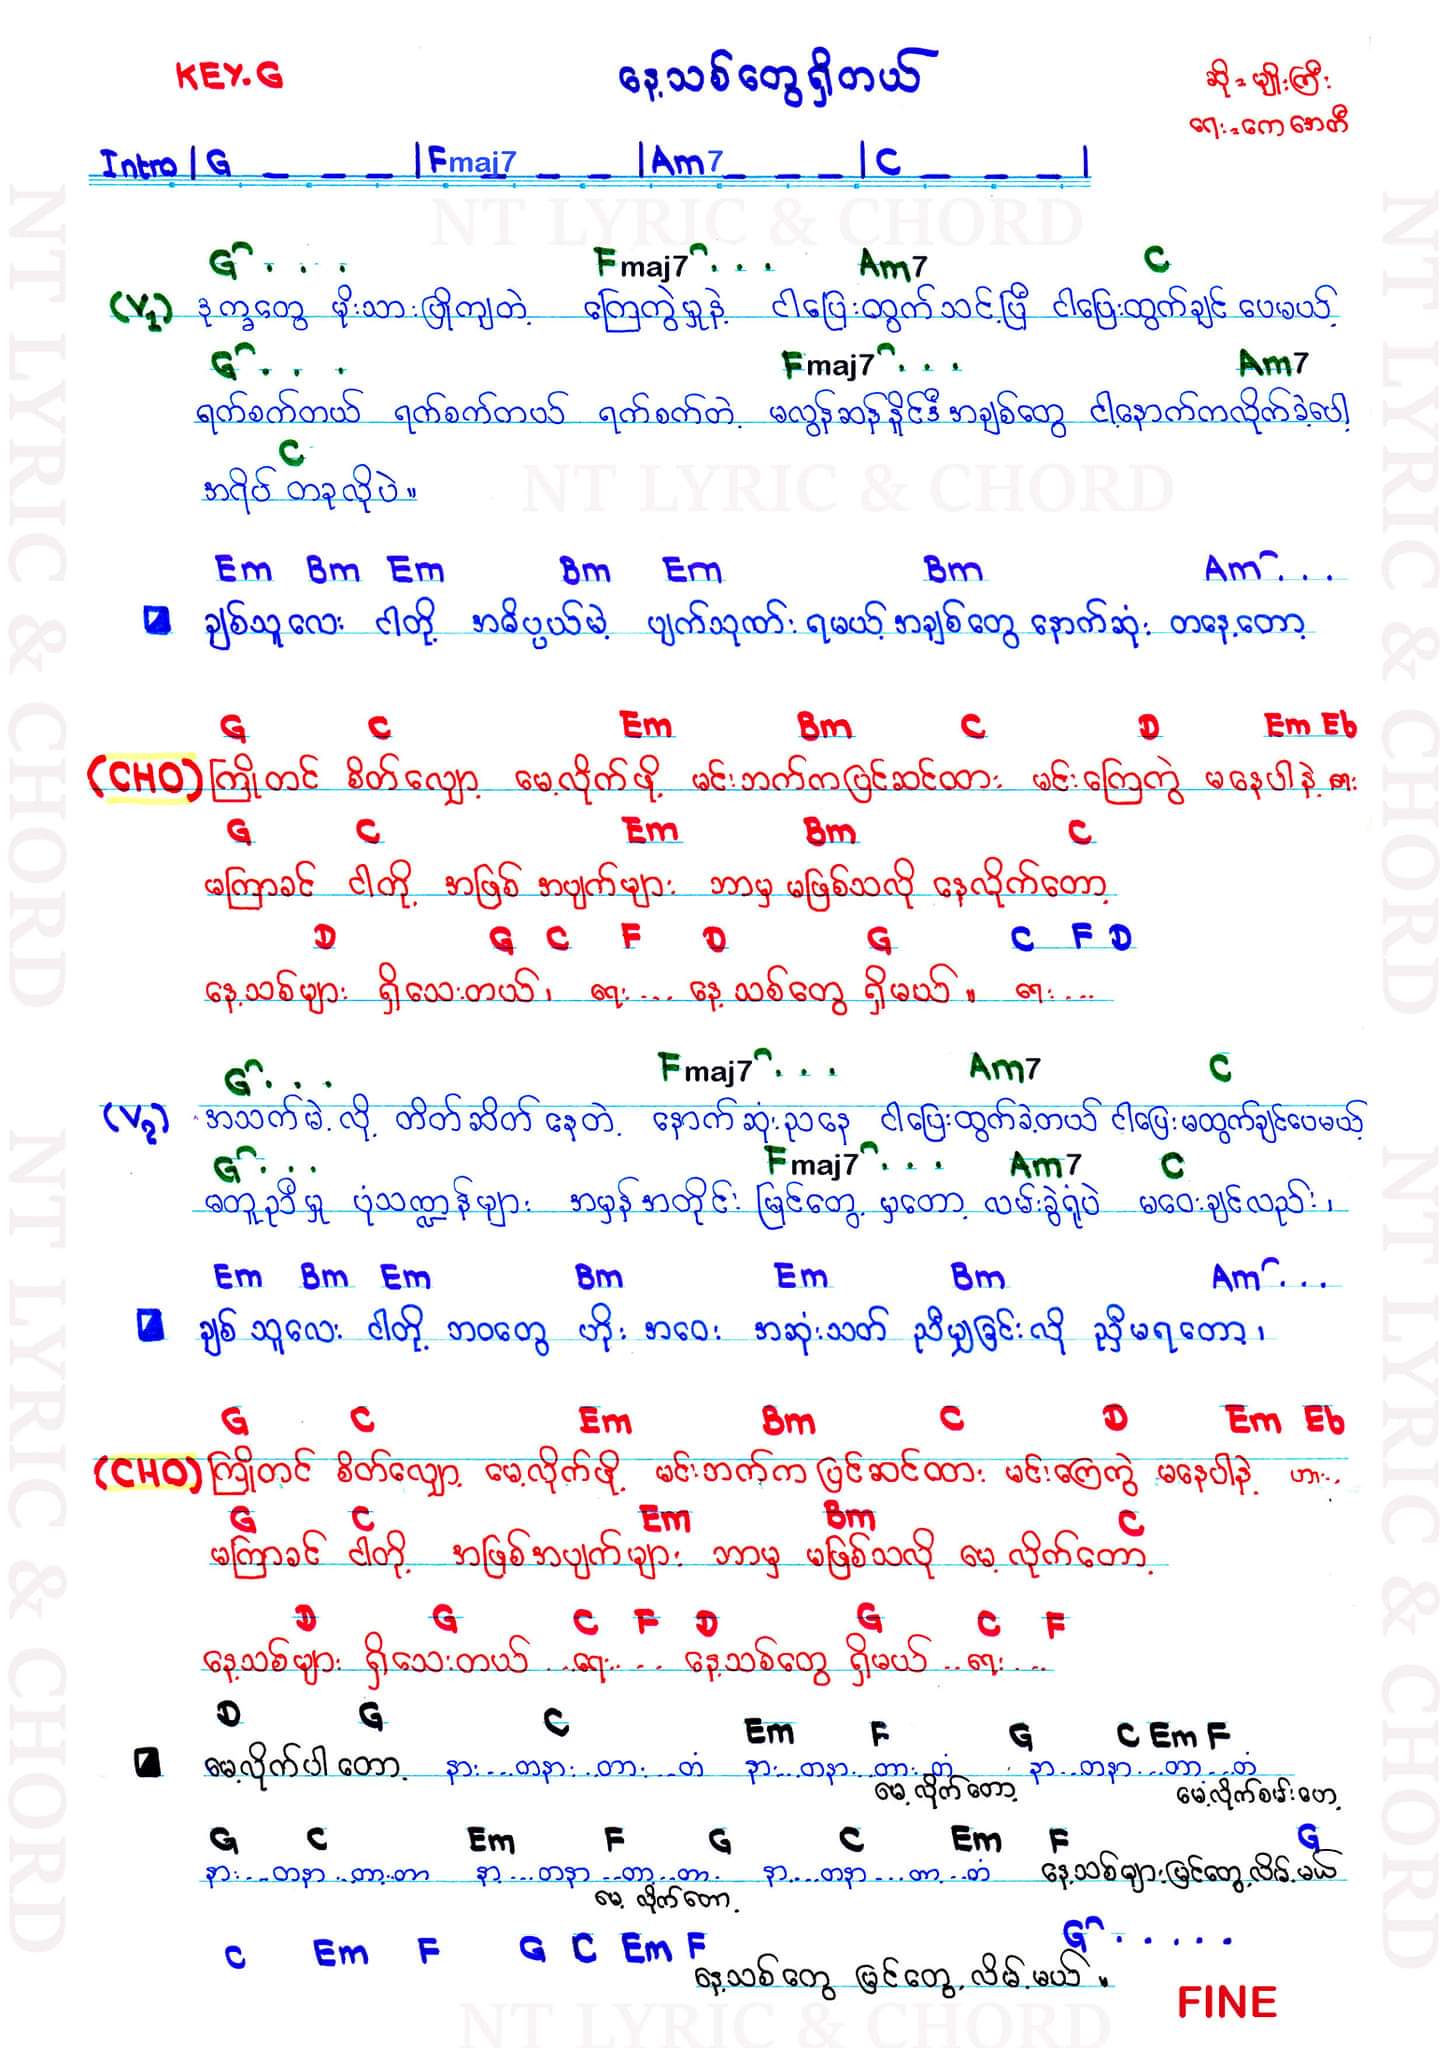 KEY.G
နေ့သစ်တွေရှိတယ်
ဆို = မျိုးကြီး
ရေး = ကေအေတီ
Intro | G _ _ _ | Fmaj7 _ _ _ | Am7 _ _ _ | C _ _ _ |
NT LYRIC & CHORD
G . . . Fmaj7 . . . Am7 C
(V1) ဒုက္ခတွေ မိုးသားဖြိုကျတဲ့ ကြေကွဲမှုနဲ့ ငါပြေးထွက်သင့်ပြီ ငါပြေးထွက်ချင်ပေမယ့်
G . . . Fmaj7 . . . Am7
ရက်စက်တယ် ရက်စက်တယ် ရက်စက်တဲ့ မလွန်ဆန်နိုင်ဒီအချစ်တွေ ငါ့နောက်ကလိုက်ခဲ့ပေါ့
C
အရိပ် တခုလိုပဲ။
NT LYRIC & CHORD
Em Bm Em Bm Em Bm Am . . .
ချစ်သူလေး ငါတို့ အဓိပ္ပယ်မဲ့ ပျက်သုဏ်းရမယ့်အချစ်တွေ နောက်ဆုံး တနေ့တော့
G C Em Bm C D Em Eb
(CHO) ကြိုတင် စိတ်လျှော့ မေ့လိုက်ဖို့ မင်းဘက်ကပြင်ဆင်ထား မင်းကြေကွဲ မနေပါနဲ့
G C Em Bm C
မကြာခင် ငါတို့ အဖြစ် အပျက်များ ဘာမှ မဖြစ်သလို နေလိုက်တော့
D G C F D G C F D
နေ့သစ်များ ရှိသေးတယ်၊ ရေး.... နေ့သစ်တွေ ရှိမယ်။ ရေး....
G . . . Fmaj7 . . . Am7 C
(V2) အသက်မဲ့လို့ တိတ်ဆိတ်နေတဲ့ နောက်ဆုံးညနေ ငါပြေးထွက်ခဲ့တယ် ငါပြေးမထွက်ချင်ပေမယ့်
G . . . Fmaj7 . . . Am7 C
မတူညီမှု ပုံသဏ္ဍန်များ အမှန်အတိုင်း မြင်တွေ့မှတော့ လမ်းခွဲရုံပဲ မဝေးချင်လည်း၊
Em Bm Em Bm Em Bm Am . . .
ချစ်သူလေး ငါတို့ ဘဝတွေ ဟိုး အဝေး အဆုံးသတ် ညီမျှခြင်းလို ညှိမရတော့၊
G C Em Bm C D Em Eb
(CHO) ကြိုတင် စိတ်လျှော့ မေ့လိုက်ဖို့ မင်းဘက်က ပြင်ဆင်ထား မင်းကြေကွဲ မနေပါနဲ့ ဟား..
G C Em Bm C
မကြာခင် ငါတို့ အဖြစ်အပျက်များ ဘာမှ မဖြစ်သလို မေ့လိုက်တော့
D G C F D G C F
နေ့သစ်များ ရှိသေးတယ် ...ရေး.... နေ့သစ်တွေ ရှိမယ် ..ရေး....
D G C Em F G C Em F
မေ့လိုက်ပါတော့ နား...တနား..တား...တံ နား...တနာ..တား..တံ နာ...တနာ...တာ...တံ
မေ့လိုက်တော့ မေ့လိုက်စမ်းဟေ့
G C Em F G C Em F G
နား...တနာ..တာ.တာ နာ....တနာ...တာ...တာ. နာ....တနာ....တာ...တံ နေ့သစ်များမြင်တွေ့လိမ့်မယ်
မေ့လိုက်တော့
C Em F G C Em F G . . . . .
နေ့သစ်တွေ မြင်တွေ့လိမ့်မယ်။
FINE
NT LYRIC & CHORD
NT LYRIC & CHORD NT LYRIC & CHORD
NT LYRIC & CHORD NT LYRIC & CHORD